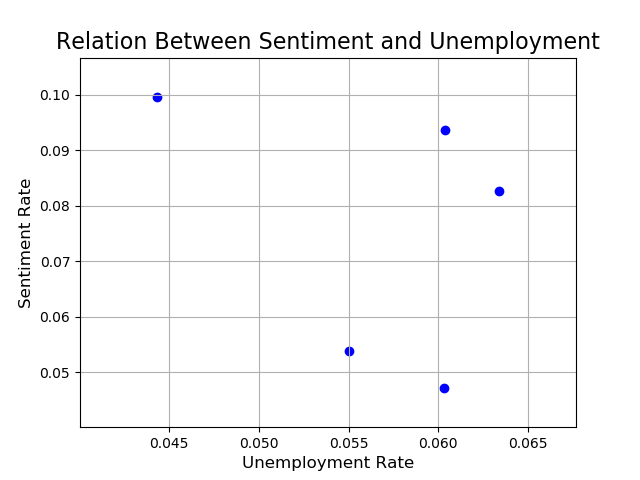 Relation Between Sentiment and Unemployment
0.10
0.09
0.08
0.07
0.06
0.05
Sentiment Rate
0.045 0.050 0.055 0.060 0.065
Unemployment Rate